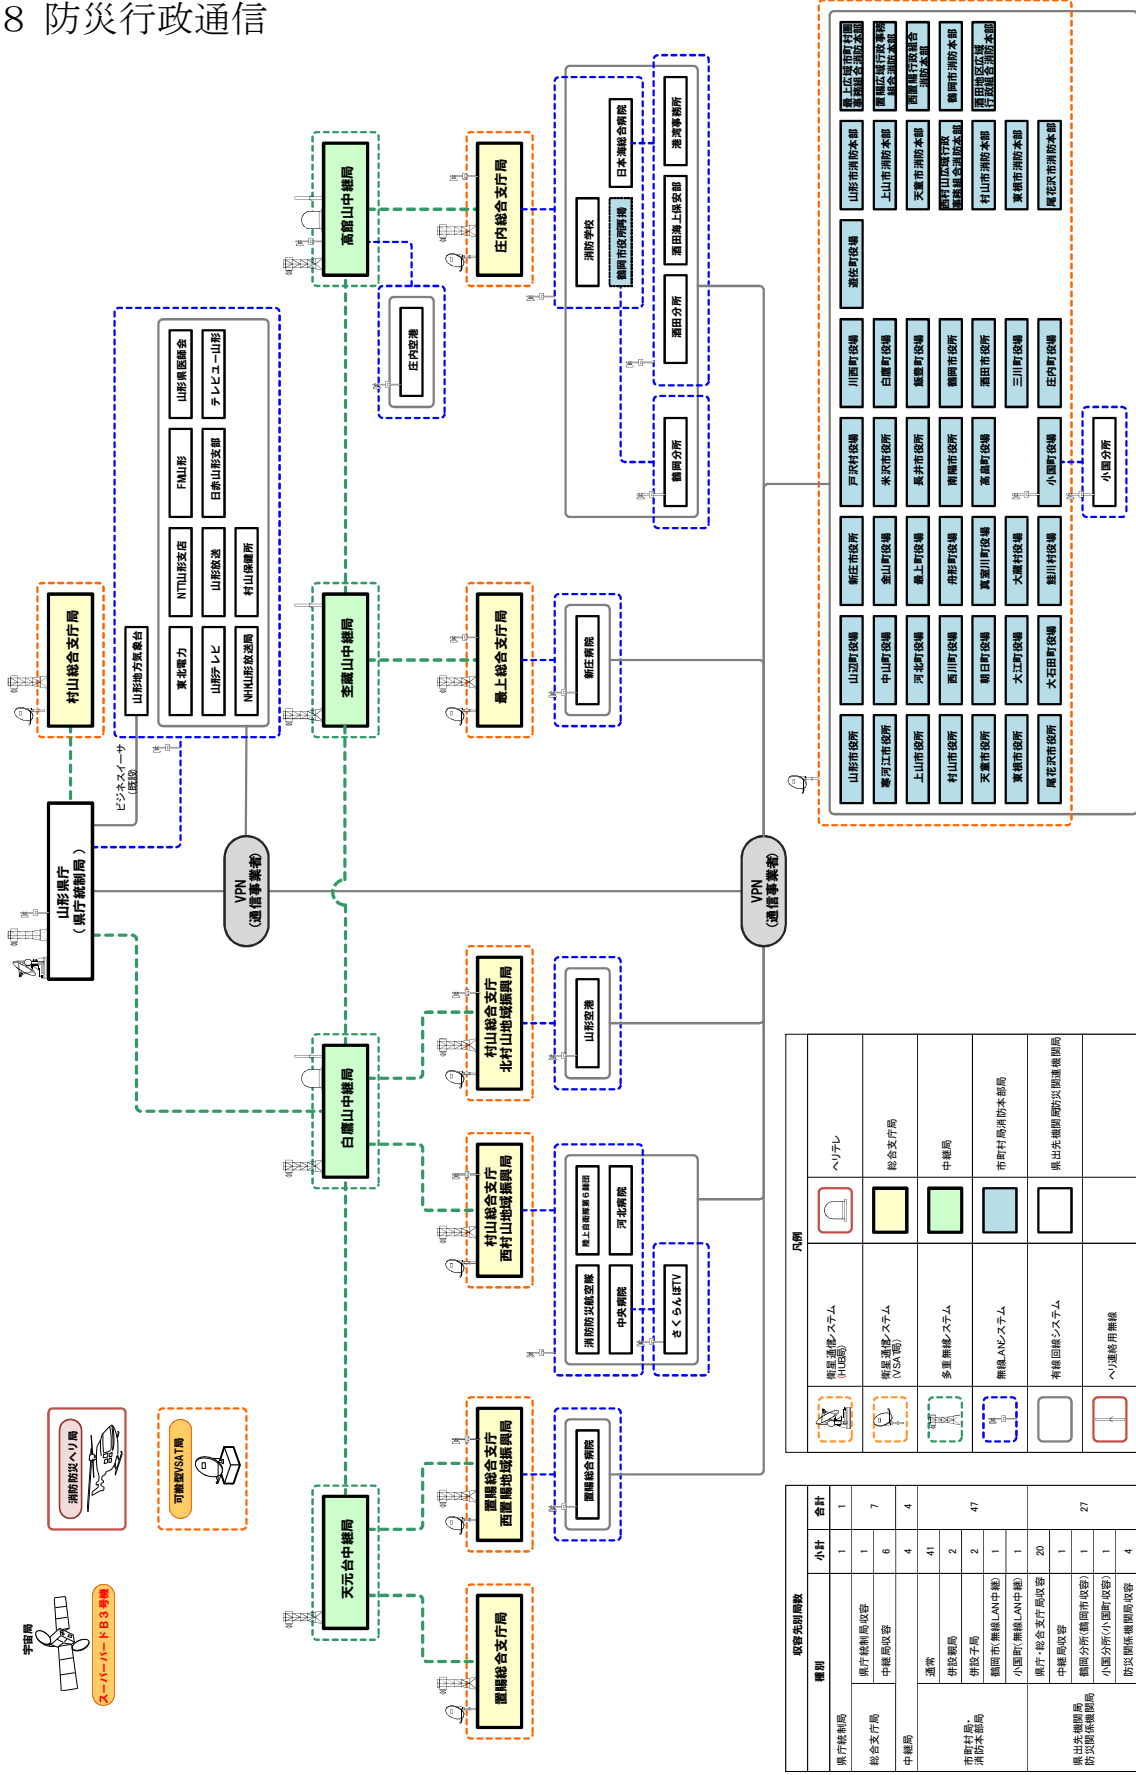 8 防災行政通信
宇宙局
スーパーバードB3号機
消防防災ヘリ局
可搬型VSAT局
山形県庁
(県庁統制局)
村山総合支庁局
ビジネスイーサ
(既設)
山形地方気象台
東北電力
NTT山形支店
FM山形
山形県医師会
山形テレビ
山形放送
日赤山形支部
テレビユー山形
NHK山形放送局
村山保健所
VPN
(通信事業者)
天元台中継局
白鷹山中継局
杢蔵山中継局
高館山中継局
庄内空港
置賜総合支庁局
置賜総合支庁
西置賜地域振興局
村山総合支庁
西村山地域振興局
村山総合支庁
北村山地域振興局
最上総合支庁局
庄内総合支庁局
置賜総合病院
消防防災航空隊
陸上自衛隊第6師団
中央病院
河北病院
さくらんぼTV
山形空港
新庄病院
消防学校
鶴岡市役所再掲
日本海総合病院
鶴岡分所
酒田分所
酒田海上保安部
港湾事務所
VPN
(通信事業者)
山形市役所
山辺町役場
新庄市役所
戸沢村役場
川西町役場
遊佐町役場
山形市消防本部
最上広域市町村圏
事務組合消防本部
寒河江市役所
中山町役場
金山町役場
米沢市役所
白鷹町役場
上山市消防本部
置賜広域行政事務
組合消防本部
上山市役所
河北町役場
最上町役場
長井市役所
飯豊町役場
天童市消防本部
西置賜行政組合
消防本部
村山市役所
西川町役場
舟形町役場
南陽市役所
鶴岡市役所
西村山広域行政
事務組合消防本部
鶴岡市消防本部
天童市役所
朝日町役場
真室川町役場
高畠町役場
酒田市役所
村山市消防本部
酒田地区広域
行政組合消防本部
東根市役所
大江町役場
大蔵村役場
三川町役場
東根市消防本部
尾花沢市役所
大石田町役場
鮭川村役場
小国町役場
庄内町役場
尾花沢市消防本部
小国分所
収容先別局数
種別 小計 合計
県庁統制局 1 1
総合支庁局 県庁統制局収容 1 7
中継局収容 6
中継局 4 4
市町村局・
消防本部局
通常 41 47
併設親局 2
併設子局 2
鶴岡市(無線LAN中継) 1
小国町(無線LAN中継) 1
県出先機関局
防災関係機関局
県庁・総合支庁局収容 20 27
中継局収容 1
鶴岡分所(鶴岡市収容) 1
小国分所(小国町収容) 1
防災関係機関局収容 4
凡例
衛星通信システム
(HUB局)
ヘリテレ
衛星通信システム
(VSAT局)
総合支庁局
多重無線システム
中継局
無線LANシステム
市町村局消防本部局
有線回線システム
県出先機関局防災関連機関局
ヘリ連絡用無線